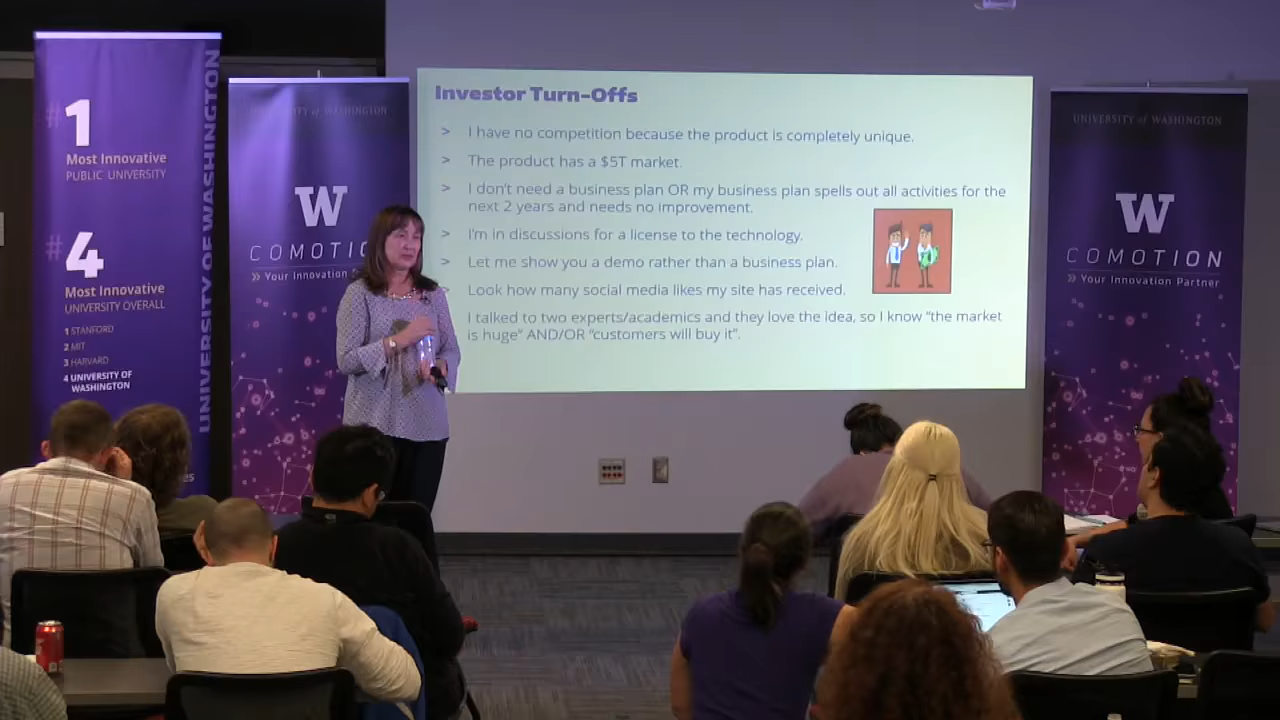 #1
Most Innovative
PUBLIC UNIVERSITY
#4
Most Innovative
UNIVERSITY OVERALL
1 STANFORD
2 MIT
3 HARVARD
4 UNIVERSITY OF
WASHINGTON
UNIVERSITY OF WASHINGTON
UNIVERSITY of WASHINGTON
W
COMOTIO
» Your Innovation
Investor Turn-Offs
> I have no competition because the product is completely unique.
> The product has a $5T market.
> I don't need a business plan OR my business plan spells out all activities for the
next 2 years and needs no improvement.
> I'm in discussions for a license to the technology.
> Let me show you a demo rather than a business plan.
> Look how many social media likes my site has received.
I talked to two experts/academics and they love the idea, so I know “the market
is huge” AND/OR “customers will buy it”.
UNIVERSITY of WASHINGTON
W
COMOTION
» Your Innovation Partner